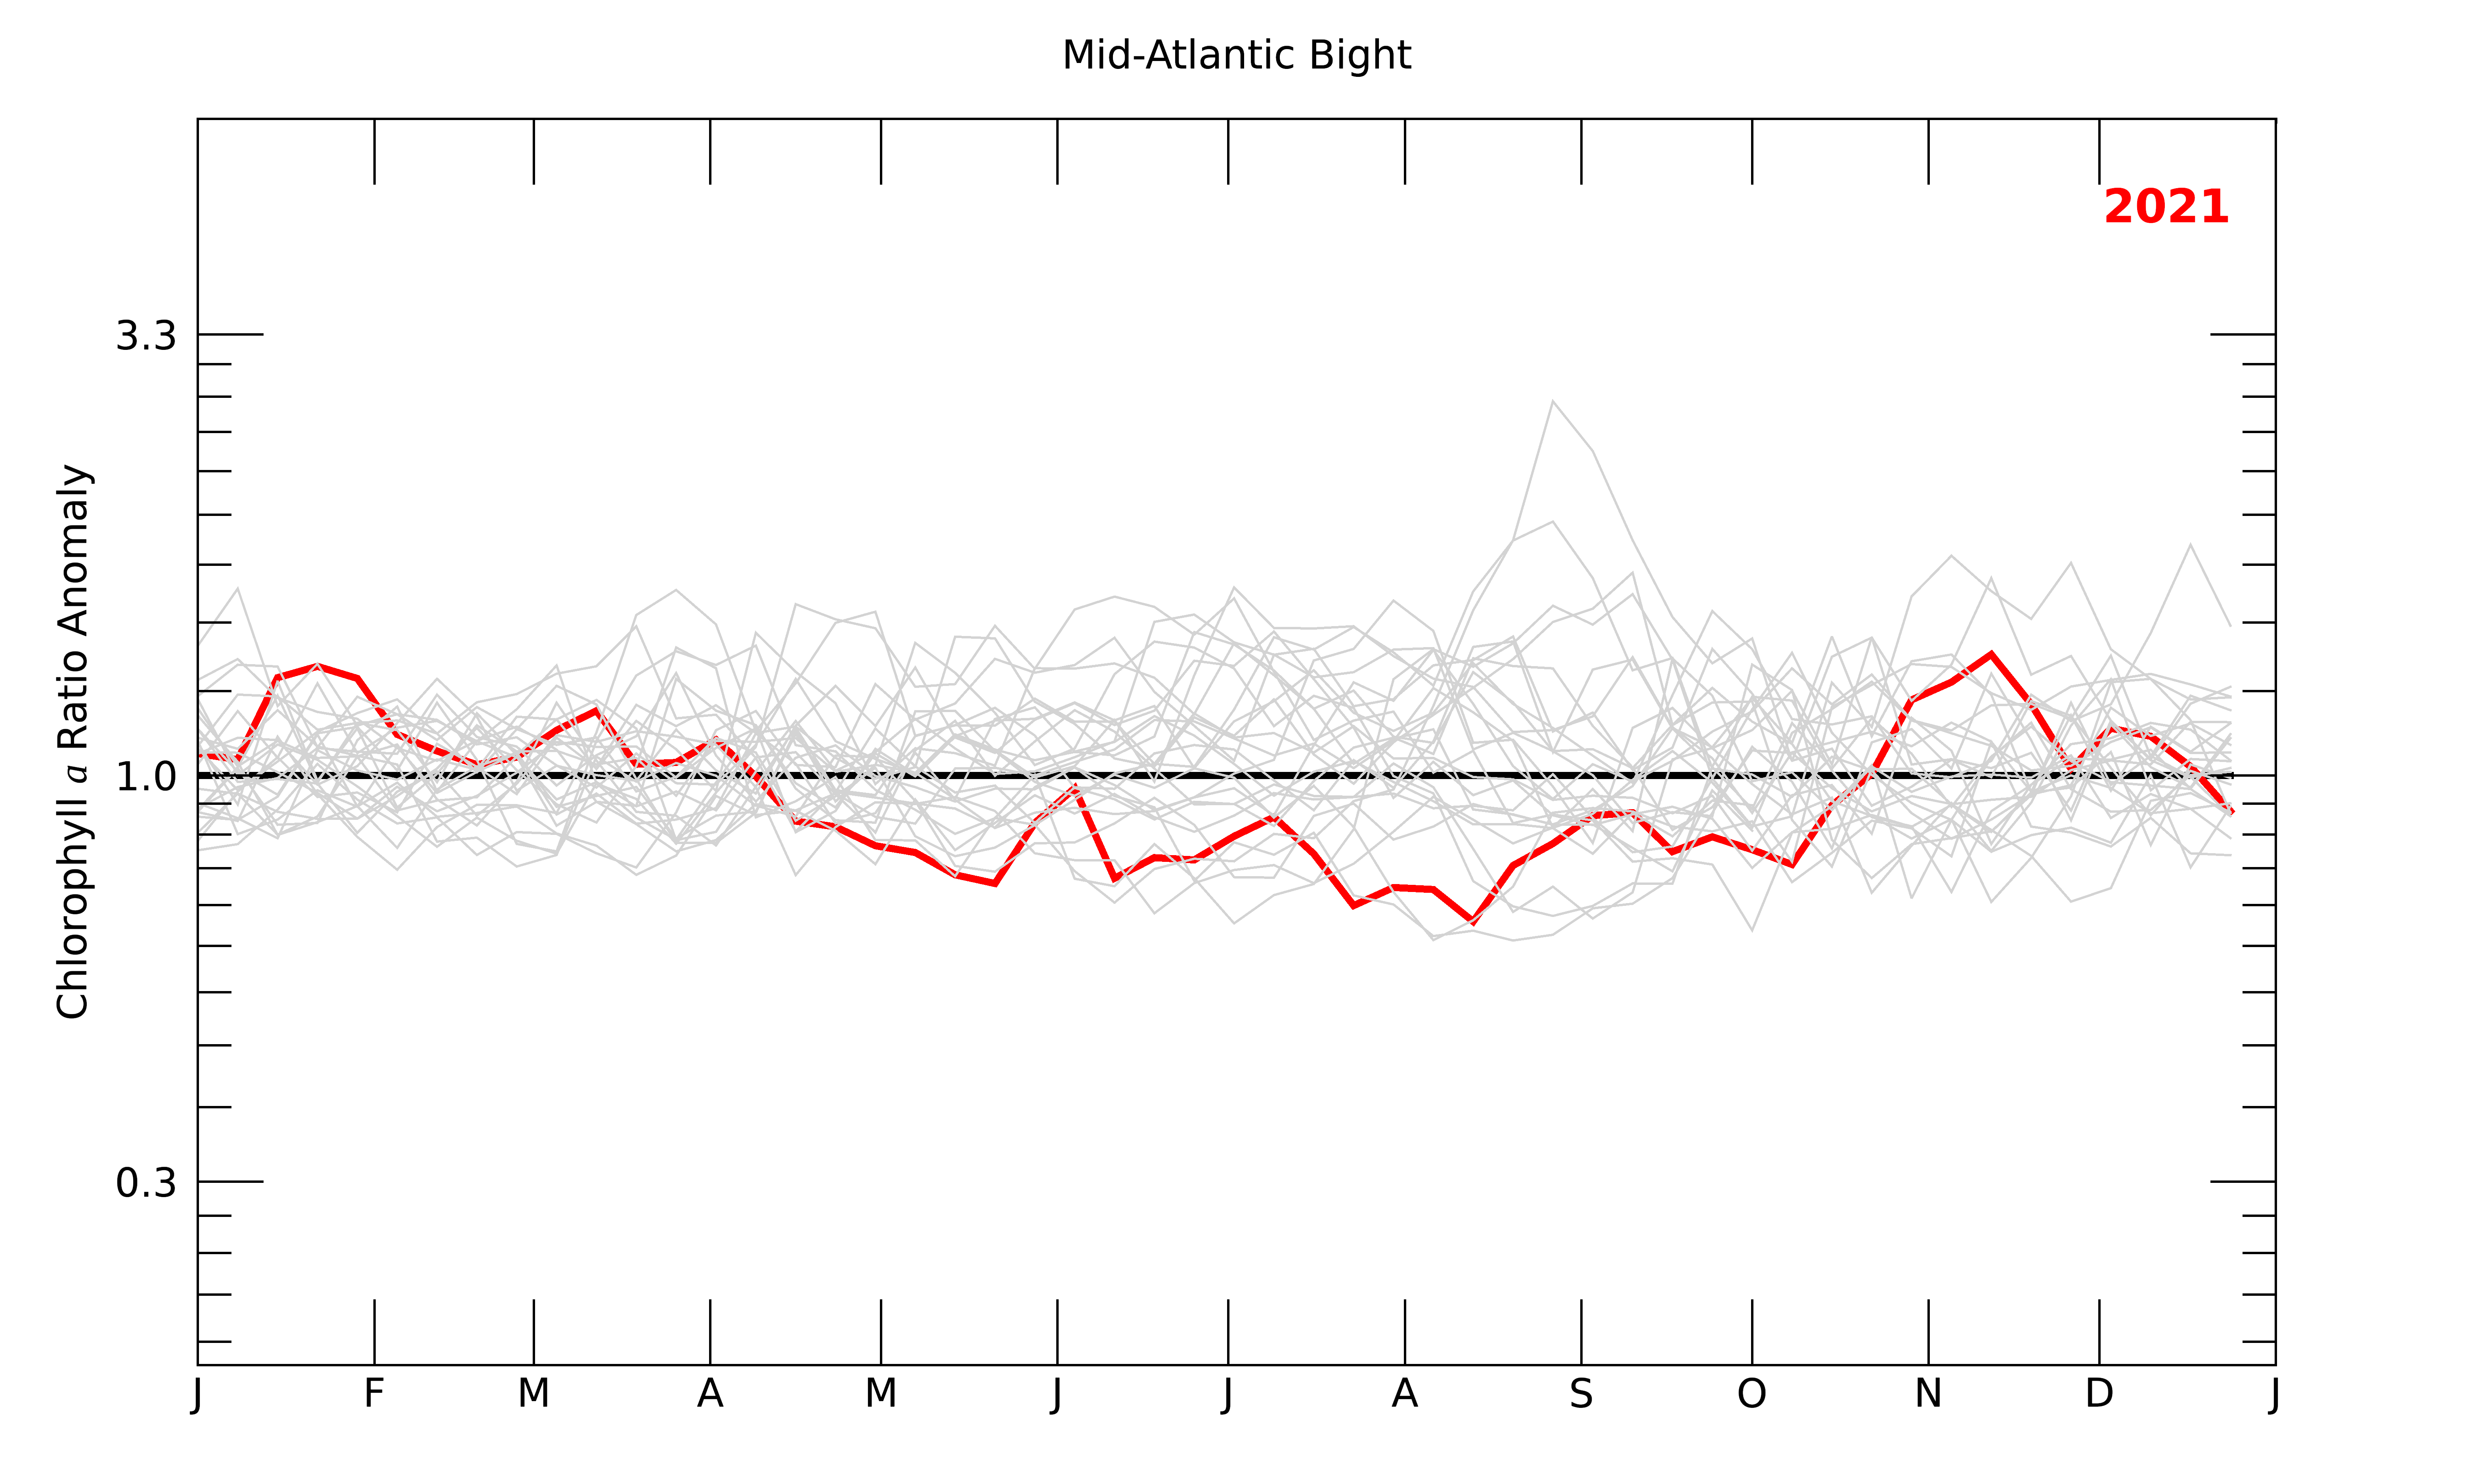 Mid-Atlantic Bight
2021
3.3
1.0
0.3
Chlorophyll a Ratio Anomaly
J F M A M J J A S O N D J